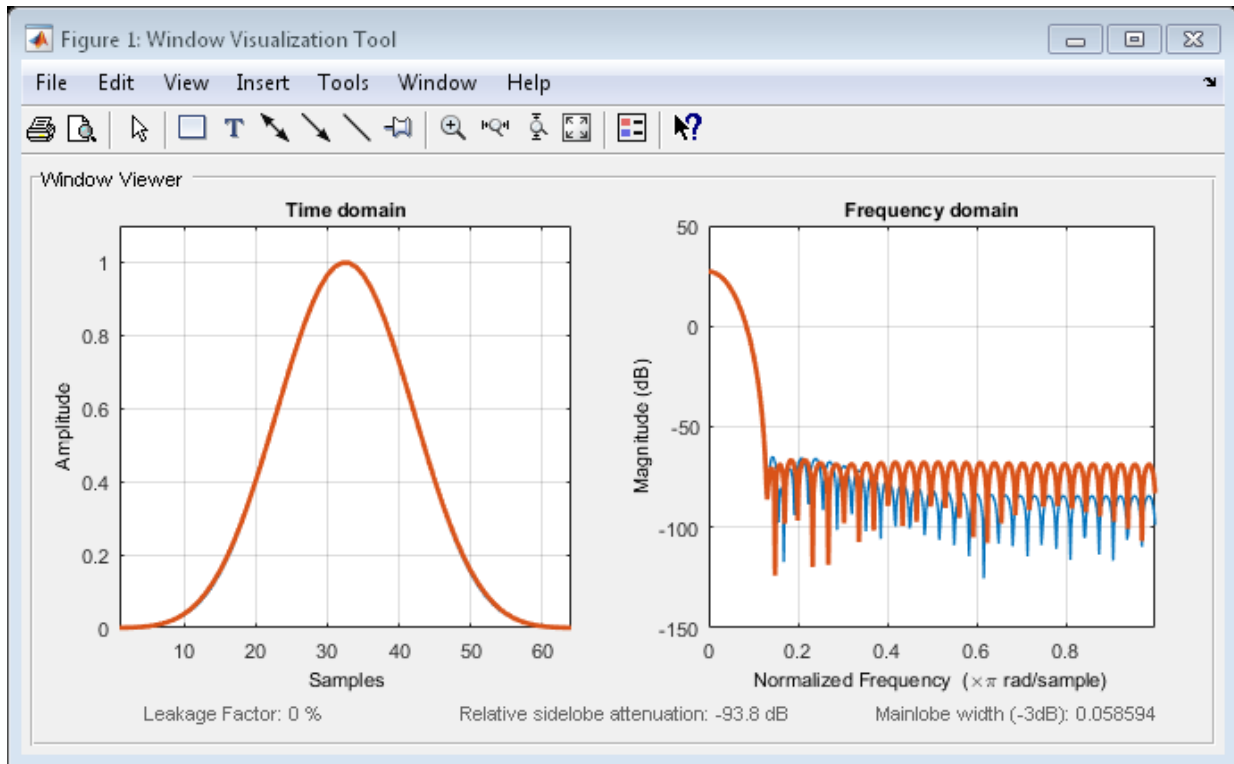 Figure 1: Window Visualization Tool
File Edit View Insert Tools Window Help
T
Window Viewer
Time domain
1
0.8
0.6
0.4
0.2
0
Amplitude
10 20 30 40 50 60
Samples
Frequency domain
50
0
-50
-100
-150
Magnitude (dB)
0 0.2 0.4 0.6 0.8
Normalized Frequency (×π rad/sample)
Leakage Factor: 0 % Relative sidelobe attenuation: -93.8 dB Mainlobe width (-3dB): 0.058594